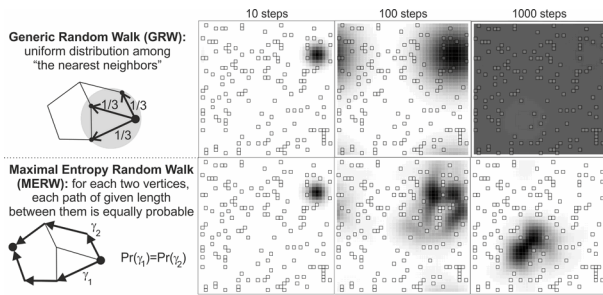 10 steps
100 steps
1000 steps
Generic Random Walk (GRW):
uniform distribution among
“the nearest neighbors”
1/3
1/3
1/3
Maximal Entropy Random Walk
(MERW): for each two vertices,
each path of given length
between them is equally probable
γ2
γ1
Pr(γ1)=Pr(γ2)